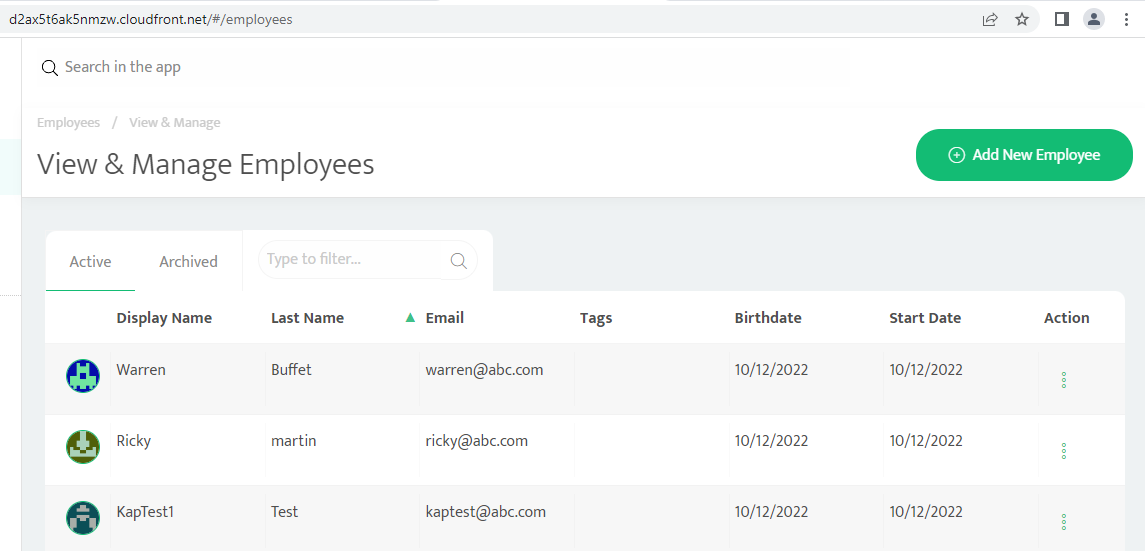 d2ax5t6ak5nmzw.cloudfront.net/#/employees
Search in the app
Employees / View & Manage
View & Manage Employees
Add New Employee
Active Archived Type to filter...
Display Name Last Name Email Tags Birthdate Start Date Action
Warren Buffet warren@abc.com 10/12/2022 10/12/2022
Ricky martin ricky@abc.com 10/12/2022 10/12/2022
KapTest1 Test kaptest@abc.com 10/12/2022 10/12/2022